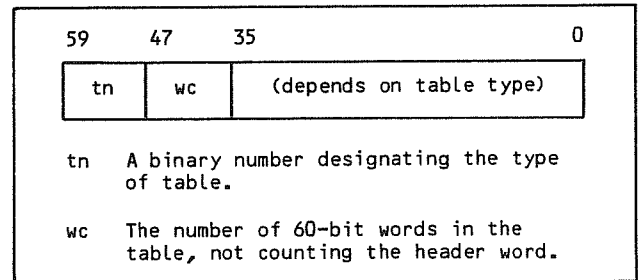 59 47 35 0
tn wc (depends on table type)
tn A binary number designating the type
of table.
wc The number of 60-bit words in the
table, not counting the header word.